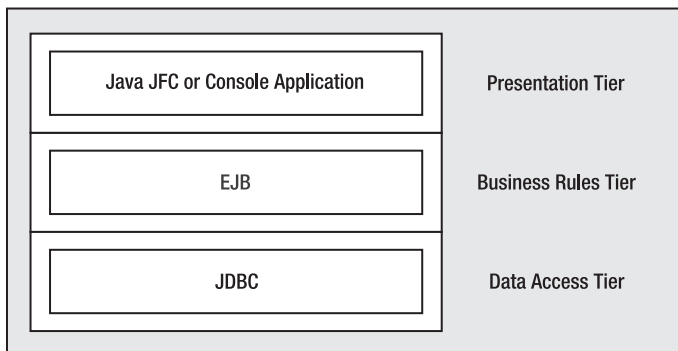 Java JFC or Console Application
Presentation Tier
EJB
Business Rules Tier
JDBC
Data Access Tier